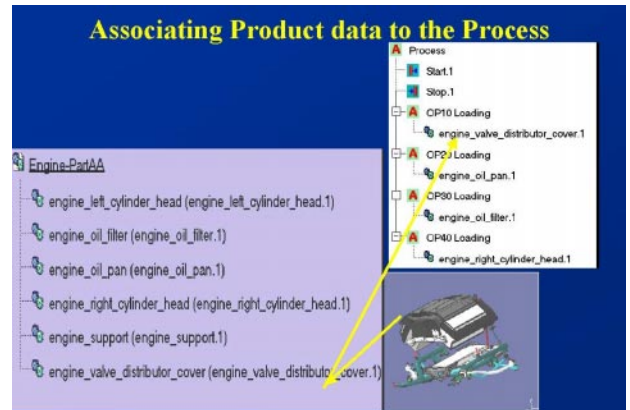 Associating Product data to the Process
Process
Start.1
Stop.1
OP10 Loading
engine_valve_distributor_cover.1
OP20 Loading
engine_oil_pan.1
OP30 Loading
engine_oil_filter.1
OP40 Loading
engine_right_cylinder_head.1
Engine-PartAA
engine_left_cylinder_head (engine_left_cylinder_head.1)
engine_oil_filter (engine_oil_filter.1)
engine_oil_pan (engine_oil_pan.1)
engine_right_cylinder_head (engine_right_cylinder_head.1)
engine_support (engine_support.1)
engine_valve_distributor_cover (engine_valve_distributor_cover.1)